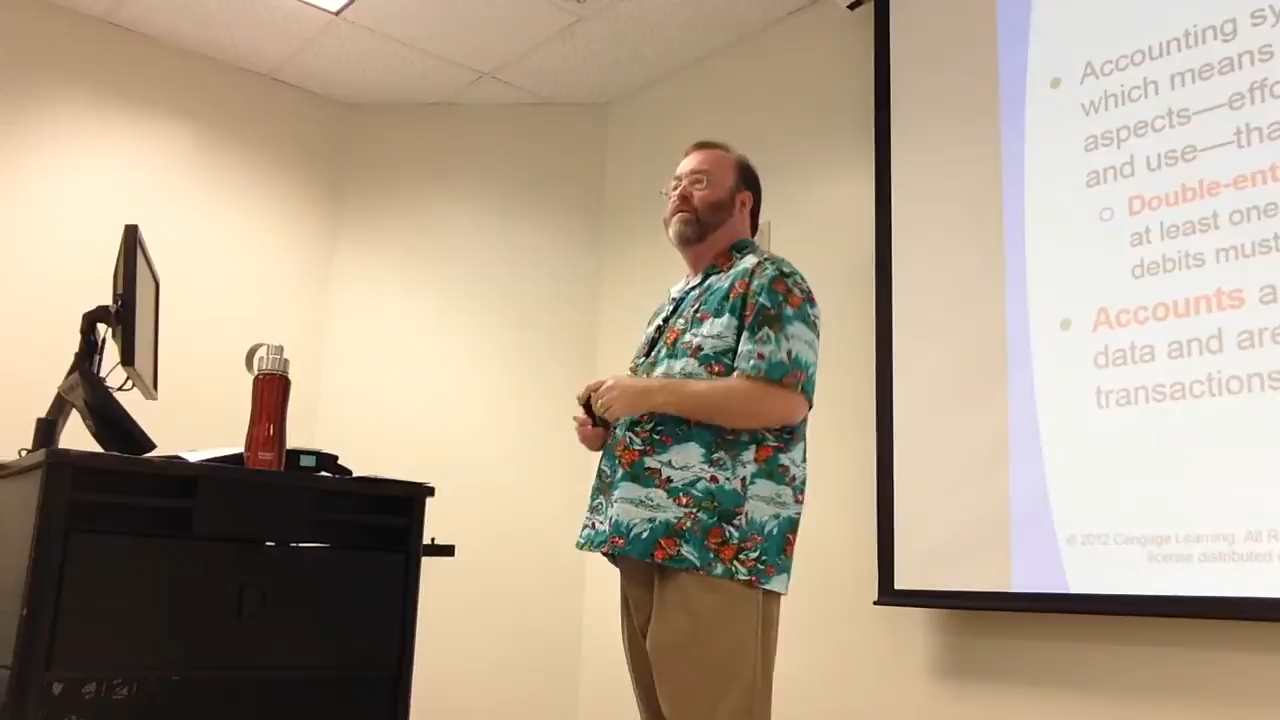 Accounting sy
which means
aspects—effo
and use—tha
Double-ent
at least one
debits must
Accounts a
data and are
transactions
© 2012 Cengage Learning. All R
license distributed